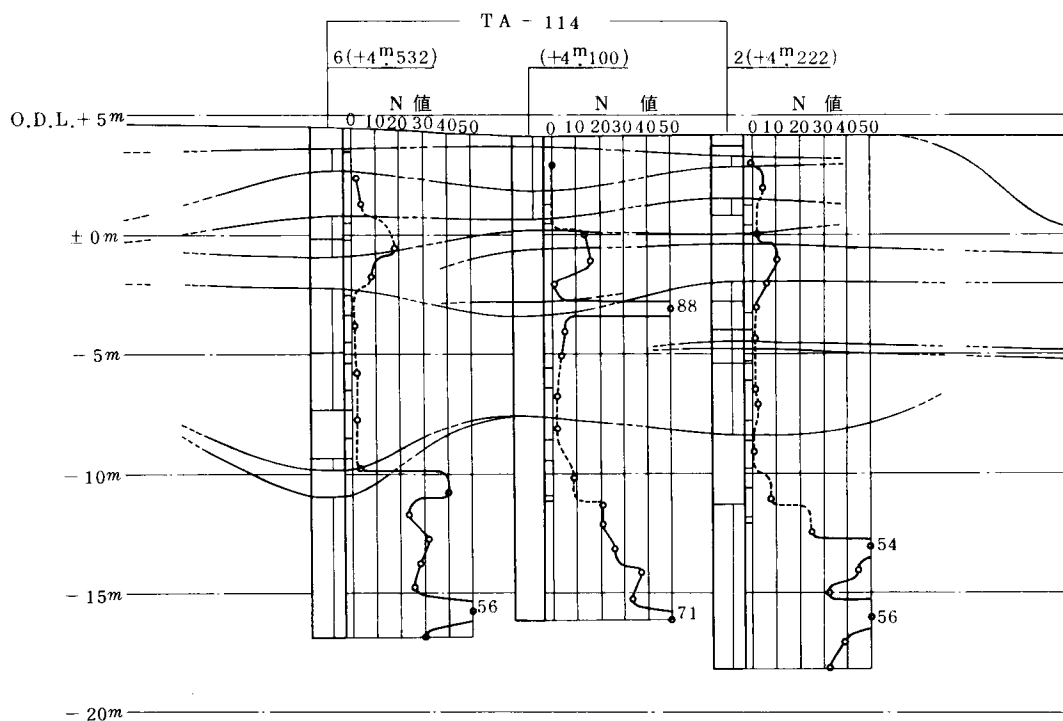 TA-114
6(+4m.532) (+4m.100) 2(+4m.222)
N 値 N 値 N 値
O.D.L.+5m
0 10 20 30 40 50 0 10 20 30 40 50 0 10 20 30 40 50
±0m
88
-5m
-10m
54
-15m
56 71 56
-20m